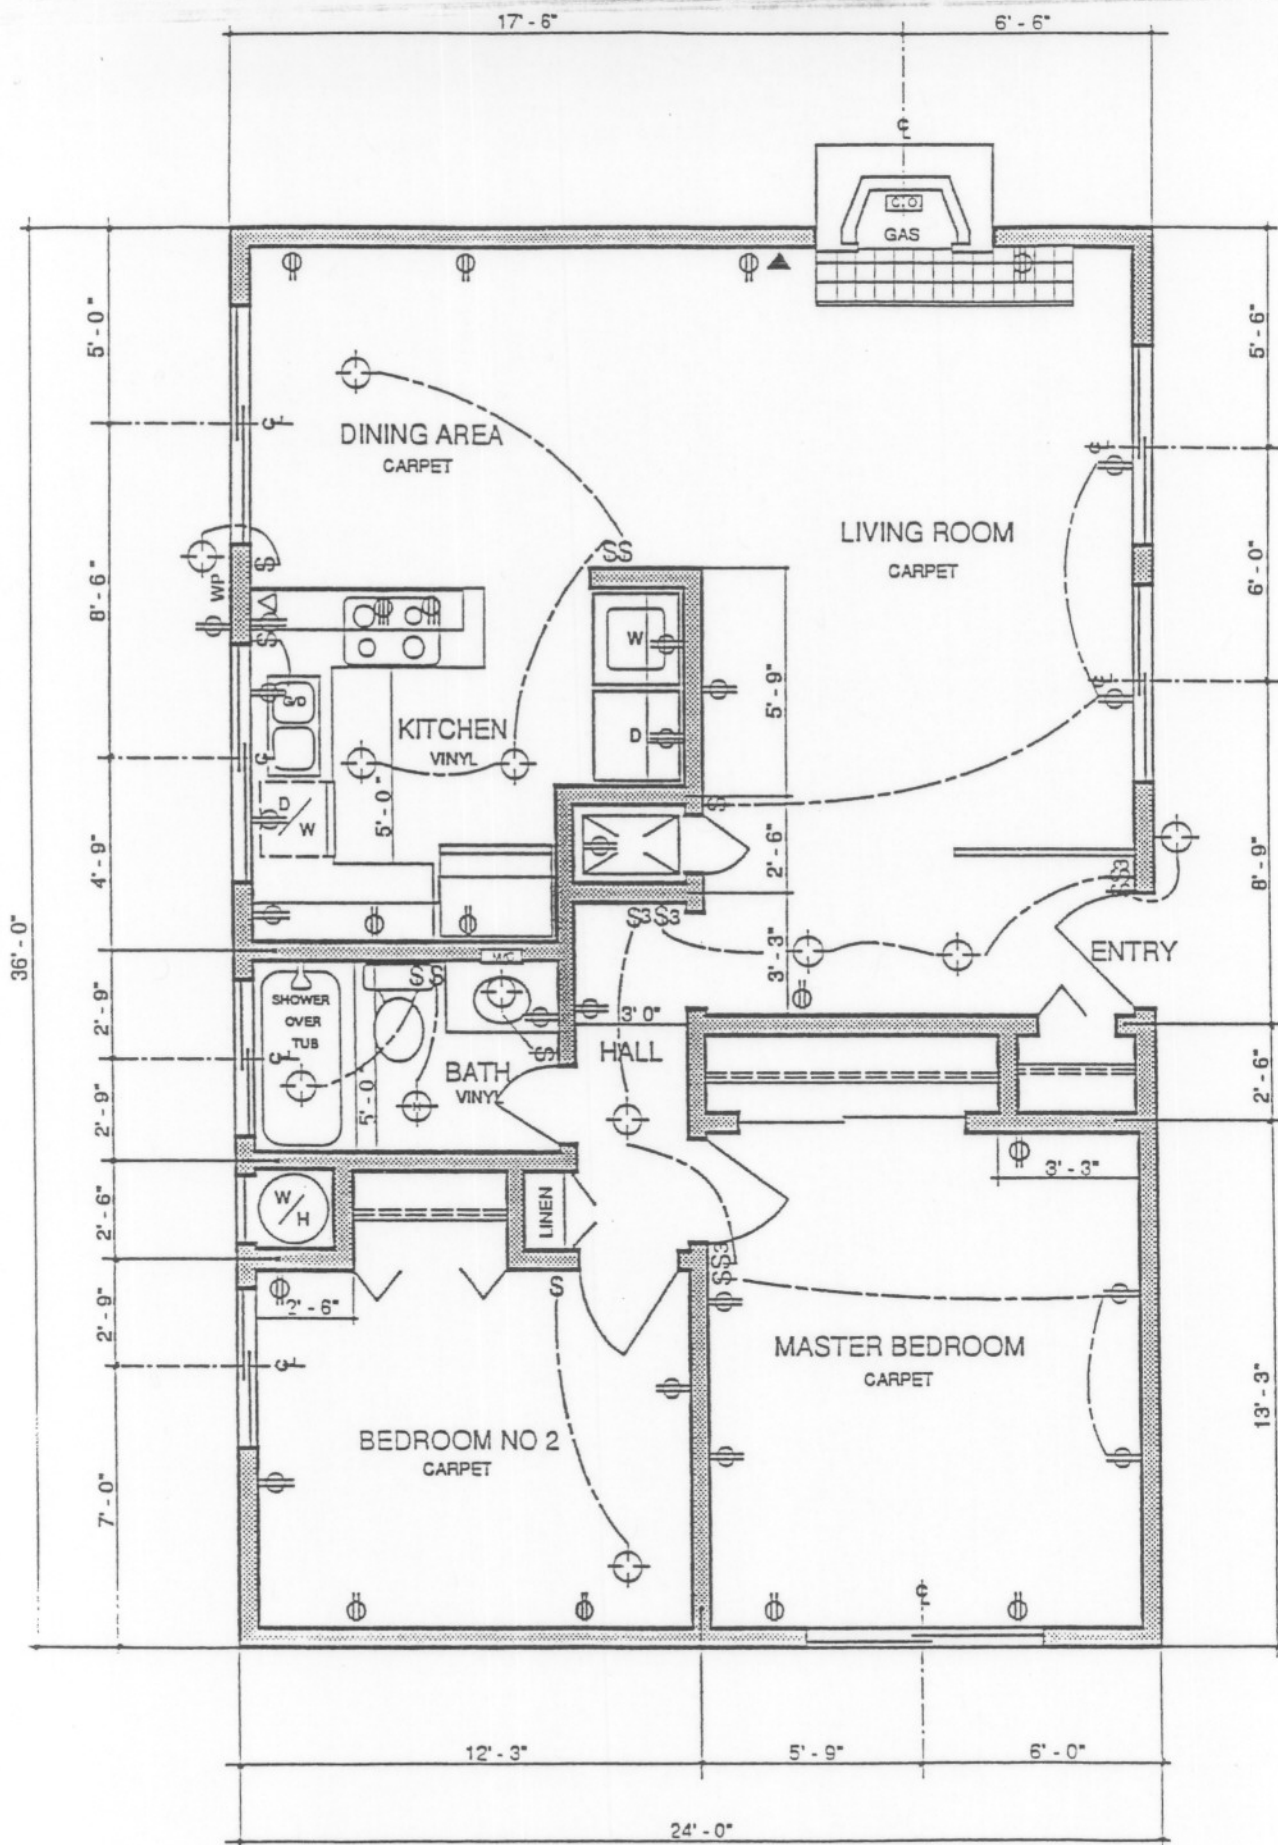 17' - 6"
6' - 6"
℄
C.O
GAS
5' - 0"
5' - 6"
℄
DINING AREA
CARPET
℄
LIVING ROOM
CARPET
SS
S
WP
8' - 6"
6' - 0"
S
W
℄
G/D
5' - 9"
KITCHEN
VINYL
D
℄
D/W
5' - 0"
S
2' - 6"
4' - 9"
8' - 9"
36' - 0"
SS3
S3S3
3' - 3"
ENTRY
M/C
SS
SHOWER
OVER
TUB
2' - 9"
3' 0"
S
HALL
℄
BATH
VINYL
5' - 0"
2' - 9"
H
2' - 6"
3' - 3"
W/H
LINEN
2' - 6"
SS3
S
2' - 6"
2' - 9"
℄
MASTER BEDROOM
CARPET
BEDROOM NO 2
CARPET
13' - 3"
7' - 0"
℄
12' - 3"
5' - 9"
6' - 0"
24' - 0"